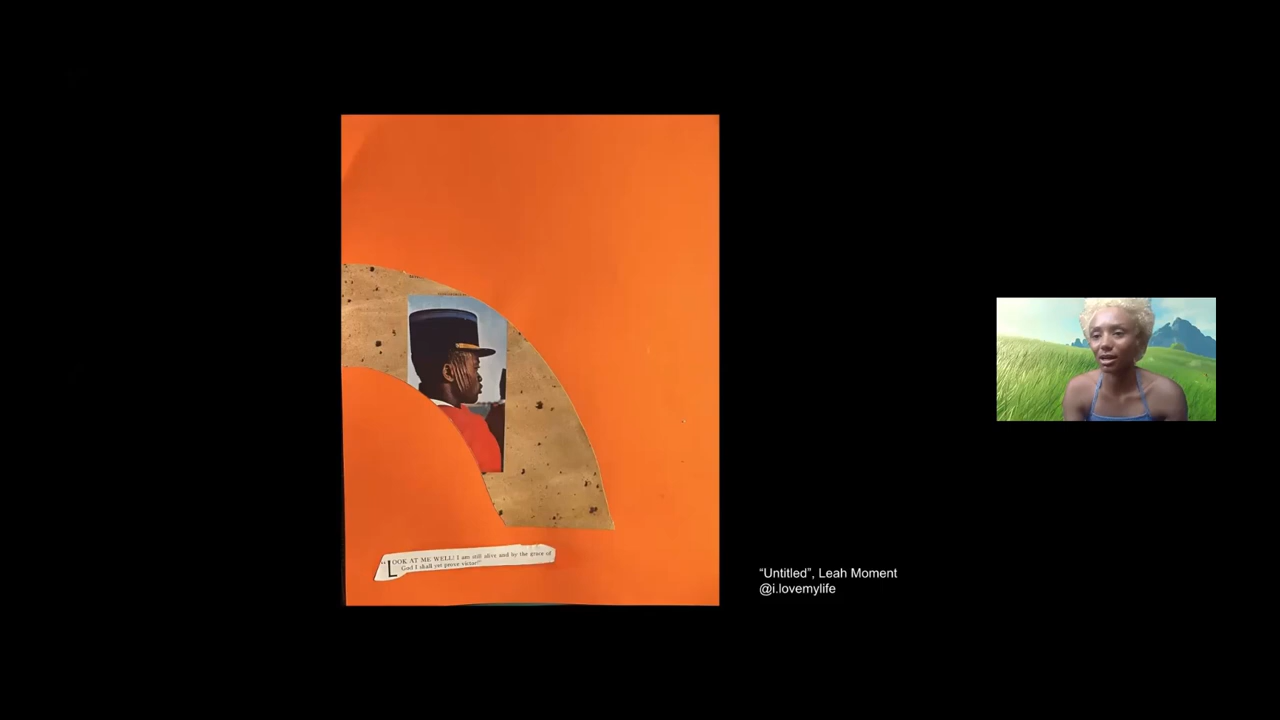 “LOOK AT ME WELL! I am still alive and by the grace of
God I shall yet prove victor!”
“Untitled”, Leah Moment
@i.lovemylife